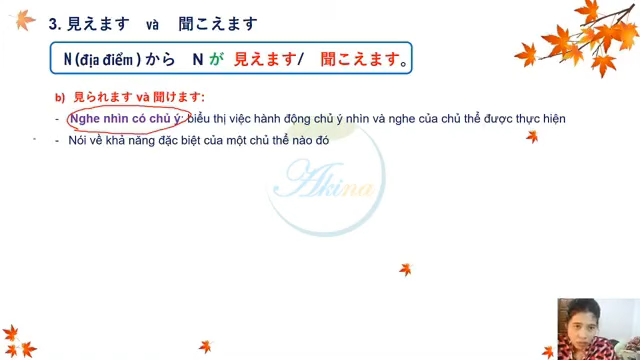 3. 見えます và 聞こえます
N (địa điểm ) から N が 見えます/ 聞こえます。
b) 見られます và 聞けます:
- Nghe nhìn có chủ ý: biểu thị việc hành động chủ ý nhìn và nghe của chủ thể được thực hiện
- Nói về khả năng đặc biệt của một chủ thể nào đó
Akina